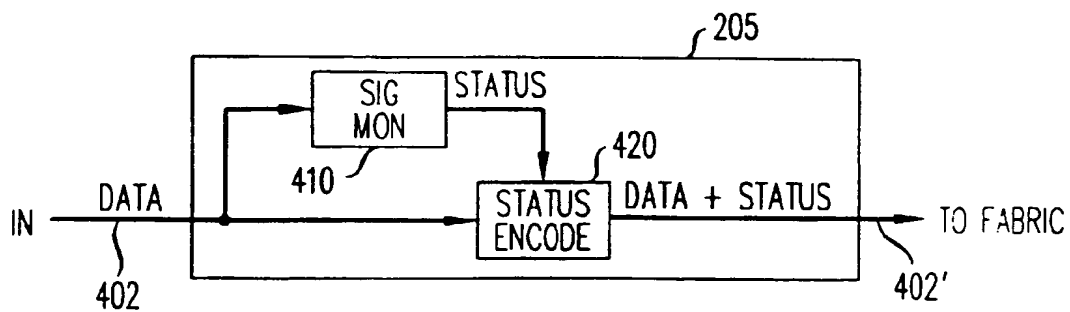 205
SIG
MON
STATUS
410
420
DATA
IN
STATUS
ENCODE
DATA + STATUS
TO FABRIC
402
402'